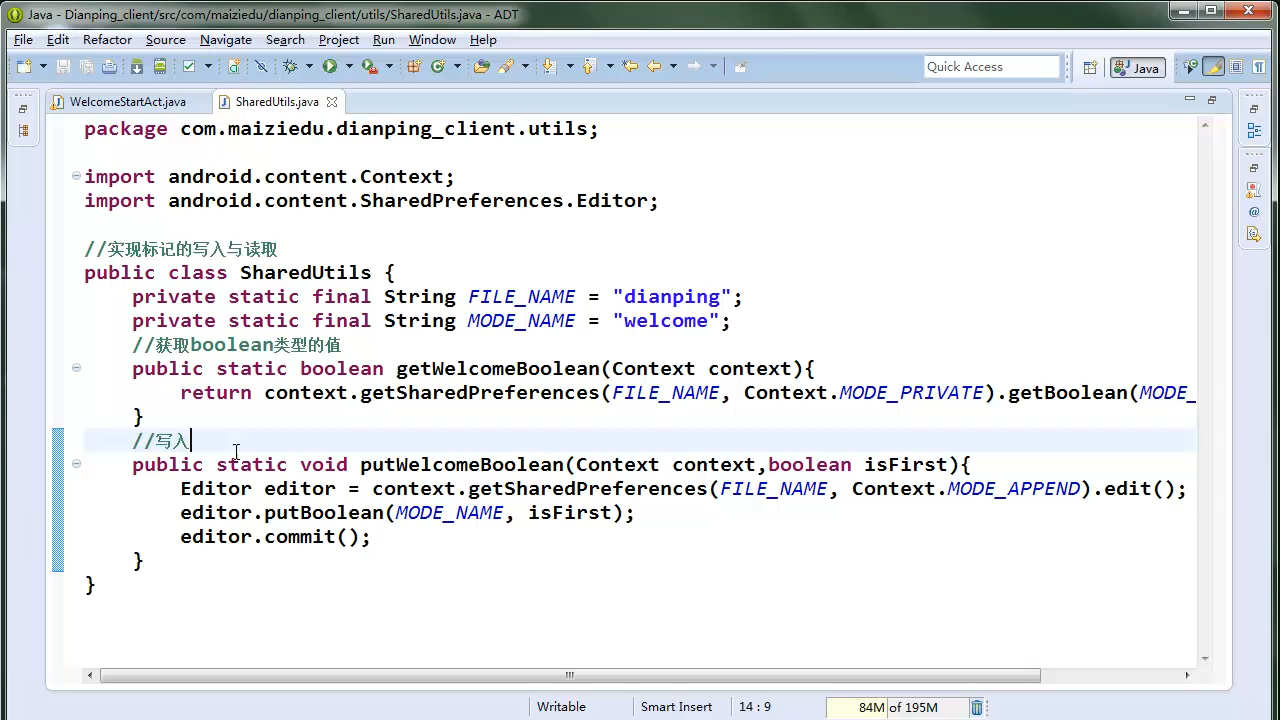 Java - Dianping_client/src/com/maiziedu/dianping_client/utils/SharedUtils.java - ADT
File Edit Refactor Source Navigate Search Project Run Window Help
Quick Access
Java
WelcomeStartAct.java SharedUtils.java
package com.maiziedu.dianping_client.utils;
import android.content.Context;
import android.content.SharedPreferences.Editor;
//实现标记的写入与读取
public class SharedUtils {
private static final String FILE_NAME = "dianping";
private static final String MODE_NAME = "welcome";
//获取boolean类型的值
public static boolean getWelcomeBoolean(Context context){
return context.getSharedPreferences(FILE_NAME, Context.MODE_PRIVATE).getBoolean(MODE_
}
//写入
public static void putWelcomeBoolean(Context context,boolean isFirst){
Editor editor = context.getSharedPreferences(FILE_NAME, Context.MODE_APPEND).edit();
editor.putBoolean(MODE_NAME, isFirst);
editor.commit();
}
}
Writable Smart Insert 14 : 9 84M of 195M